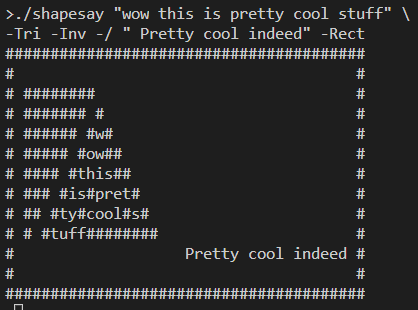 >./shapesay "wow this is pretty cool stuff" \
-Tri -Inv -/ " Pretty cool indeed" -Rect
########################################
#                                      #
# ########                             #
# ####### #                            #
# ###### #w#                           #
# ##### #ow##                          #
# #### #this##                         #
# ### #is#pret#                        #
# ## #ty#cool#s#                       #
# # #tuff########                      #
#                   Pretty cool indeed #
#                                      #
########################################